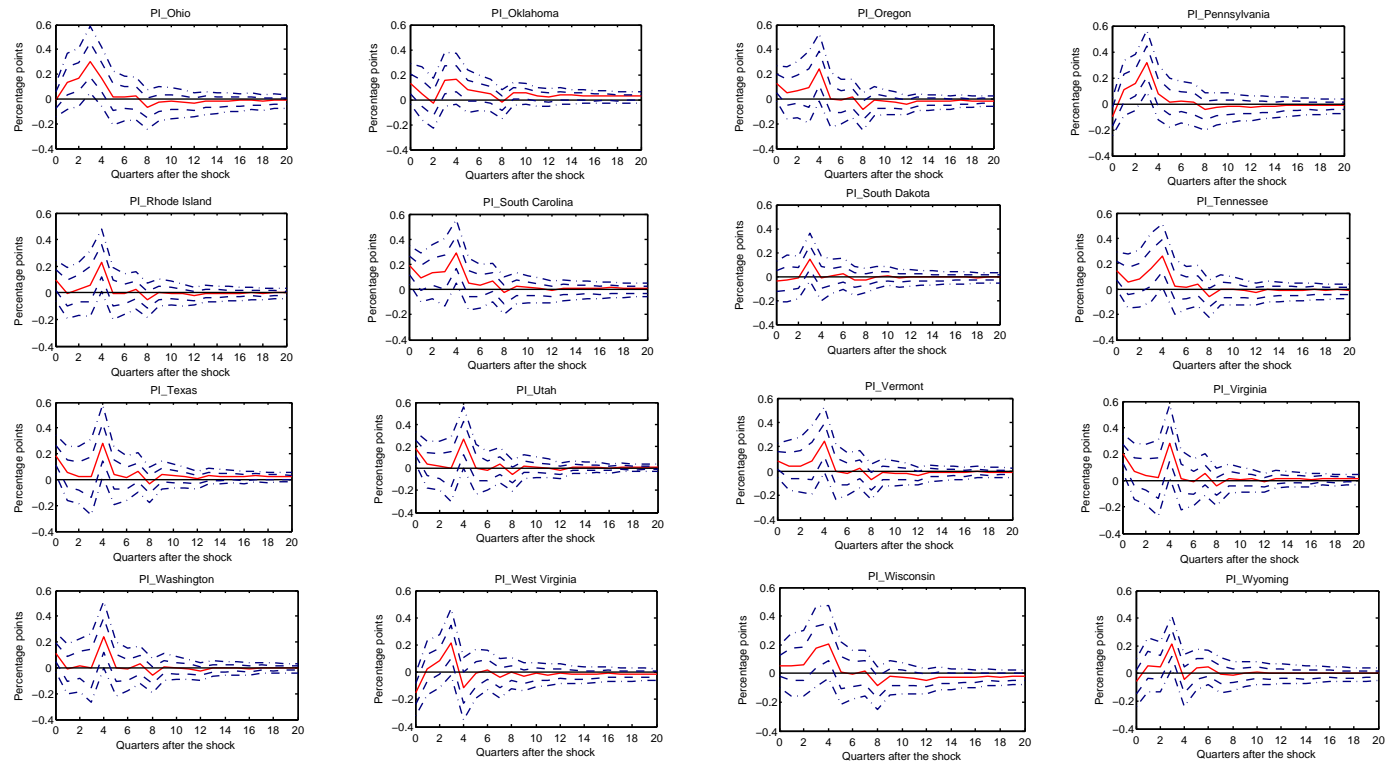 PI_Ohio
Percentage points
0.6
0.4
0.2
0
−0.2
−0.4
0 2 4 6 8 10 12 14 16 18 20
Quarters after the shock
PI_Oklahoma
Percentage points
0.6
0.4
0.2
0
−0.2
−0.4
0 2 4 6 8 10 12 14 16 18 20
Quarters after the shock
PI_Oregon
Percentage points
0.6
0.4
0.2
0
−0.2
−0.4
0 2 4 6 8 10 12 14 16 18 20
Quarters after the shock
PI_Pennsylvania
Percentage points
0.6
0.4
0.2
0
−0.2
−0.4
0 2 4 6 8 10 12 14 16 18 20
Quarters after the shock
PI_Rhode Island
Percentage points
0.6
0.4
0.2
0
−0.2
−0.4
0 2 4 6 8 10 12 14 16 18 20
Quarters after the shock
PI_South Carolina
Percentage points
0.6
0.4
0.2
0
−0.2
−0.4
0 2 4 6 8 10 12 14 16 18 20
Quarters after the shock
PI_South Dakota
Percentage points
0.6
0.4
0.2
0
−0.2
−0.4
0 2 4 6 8 10 12 14 16 18 20
Quarters after the shock
PI_Tennessee
Percentage points
0.6
0.4
0.2
0
−0.2
−0.4
0 2 4 6 8 10 12 14 16 18 20
Quarters after the shock
PI_Texas
Percentage points
0.6
0.4
0.2
0
−0.2
−0.4
0 2 4 6 8 10 12 14 16 18 20
Quarters after the shock
PI_Utah
Percentage points
0.6
0.4
0.2
0
−0.2
−0.4
0 2 4 6 8 10 12 14 16 18 20
Quarters after the shock
PI_Vermont
Percentage points
0.6
0.4
0.2
0
−0.2
−0.4
0 2 4 6 8 10 12 14 16 18 20
Quarters after the shock
PI_Virginia
Percentage points
0.6
0.4
0.2
0
−0.2
−0.4
0 2 4 6 8 10 12 14 16 18 20
Quarters after the shock
PI_Washington
Percentage points
0.6
0.4
0.2
0
−0.2
−0.4
0 2 4 6 8 10 12 14 16 18 20
Quarters after the shock
PI_West Virginia
Percentage points
0.6
0.4
0.2
0
−0.2
−0.4
0 2 4 6 8 10 12 14 16 18 20
Quarters after the shock
PI_Wisconsin
Percentage points
0.6
0.4
0.2
0
−0.2
−0.4
0 2 4 6 8 10 12 14 16 18 20
Quarters after the shock
PI_Wyoming
Percentage points
0.6
0.4
0.2
0
−0.2
−0.4
0 2 4 6 8 10 12 14 16 18 20
Quarters after the shock